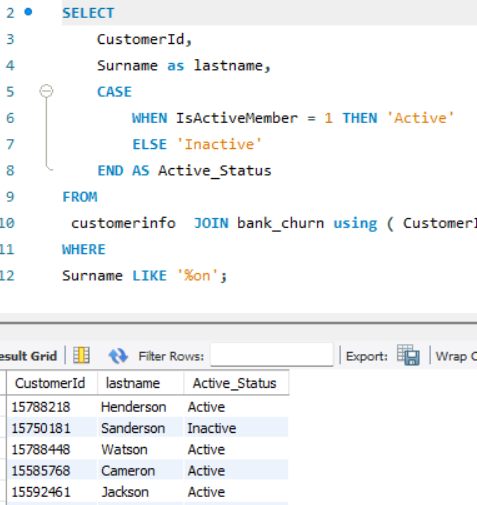 2 SELECT
3 CustomerId,
4 Surname as lastname,
5 CASE
6 WHEN IsActiveMember = 1 THEN 'Active'
7 ELSE 'Inactive'
8 END AS Active_Status
9 FROM
10 customerinfo JOIN bank_churn using ( Customer
11 WHERE
12 Surname LIKE '%on';
esult Grid Filter Rows: Export: Wrap C
CustomerId lastname Active_Status
15788218 Henderson Active
15750181 Sanderson Inactive
15788448 Watson Active
15585768 Cameron Active
15592461 Jackson Active